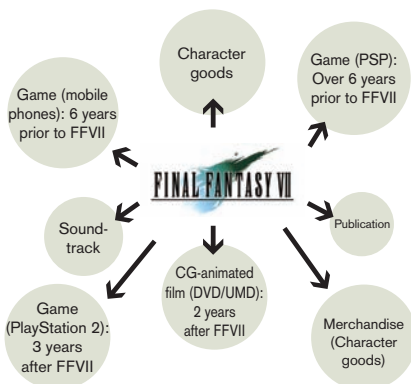 Character
goods
Game (PSP):
Over 6 years
prior to FFVII
Game (mobile
phones): 6 years
prior to FFVII
FINAL FANTASY VII
Sound-
track
Publication
CG-animated
film (DVD/UMD):
2 years
after FFVII
Game
(PlayStation 2):
3 years
after FFVII
Merchandise
(Character
goods)